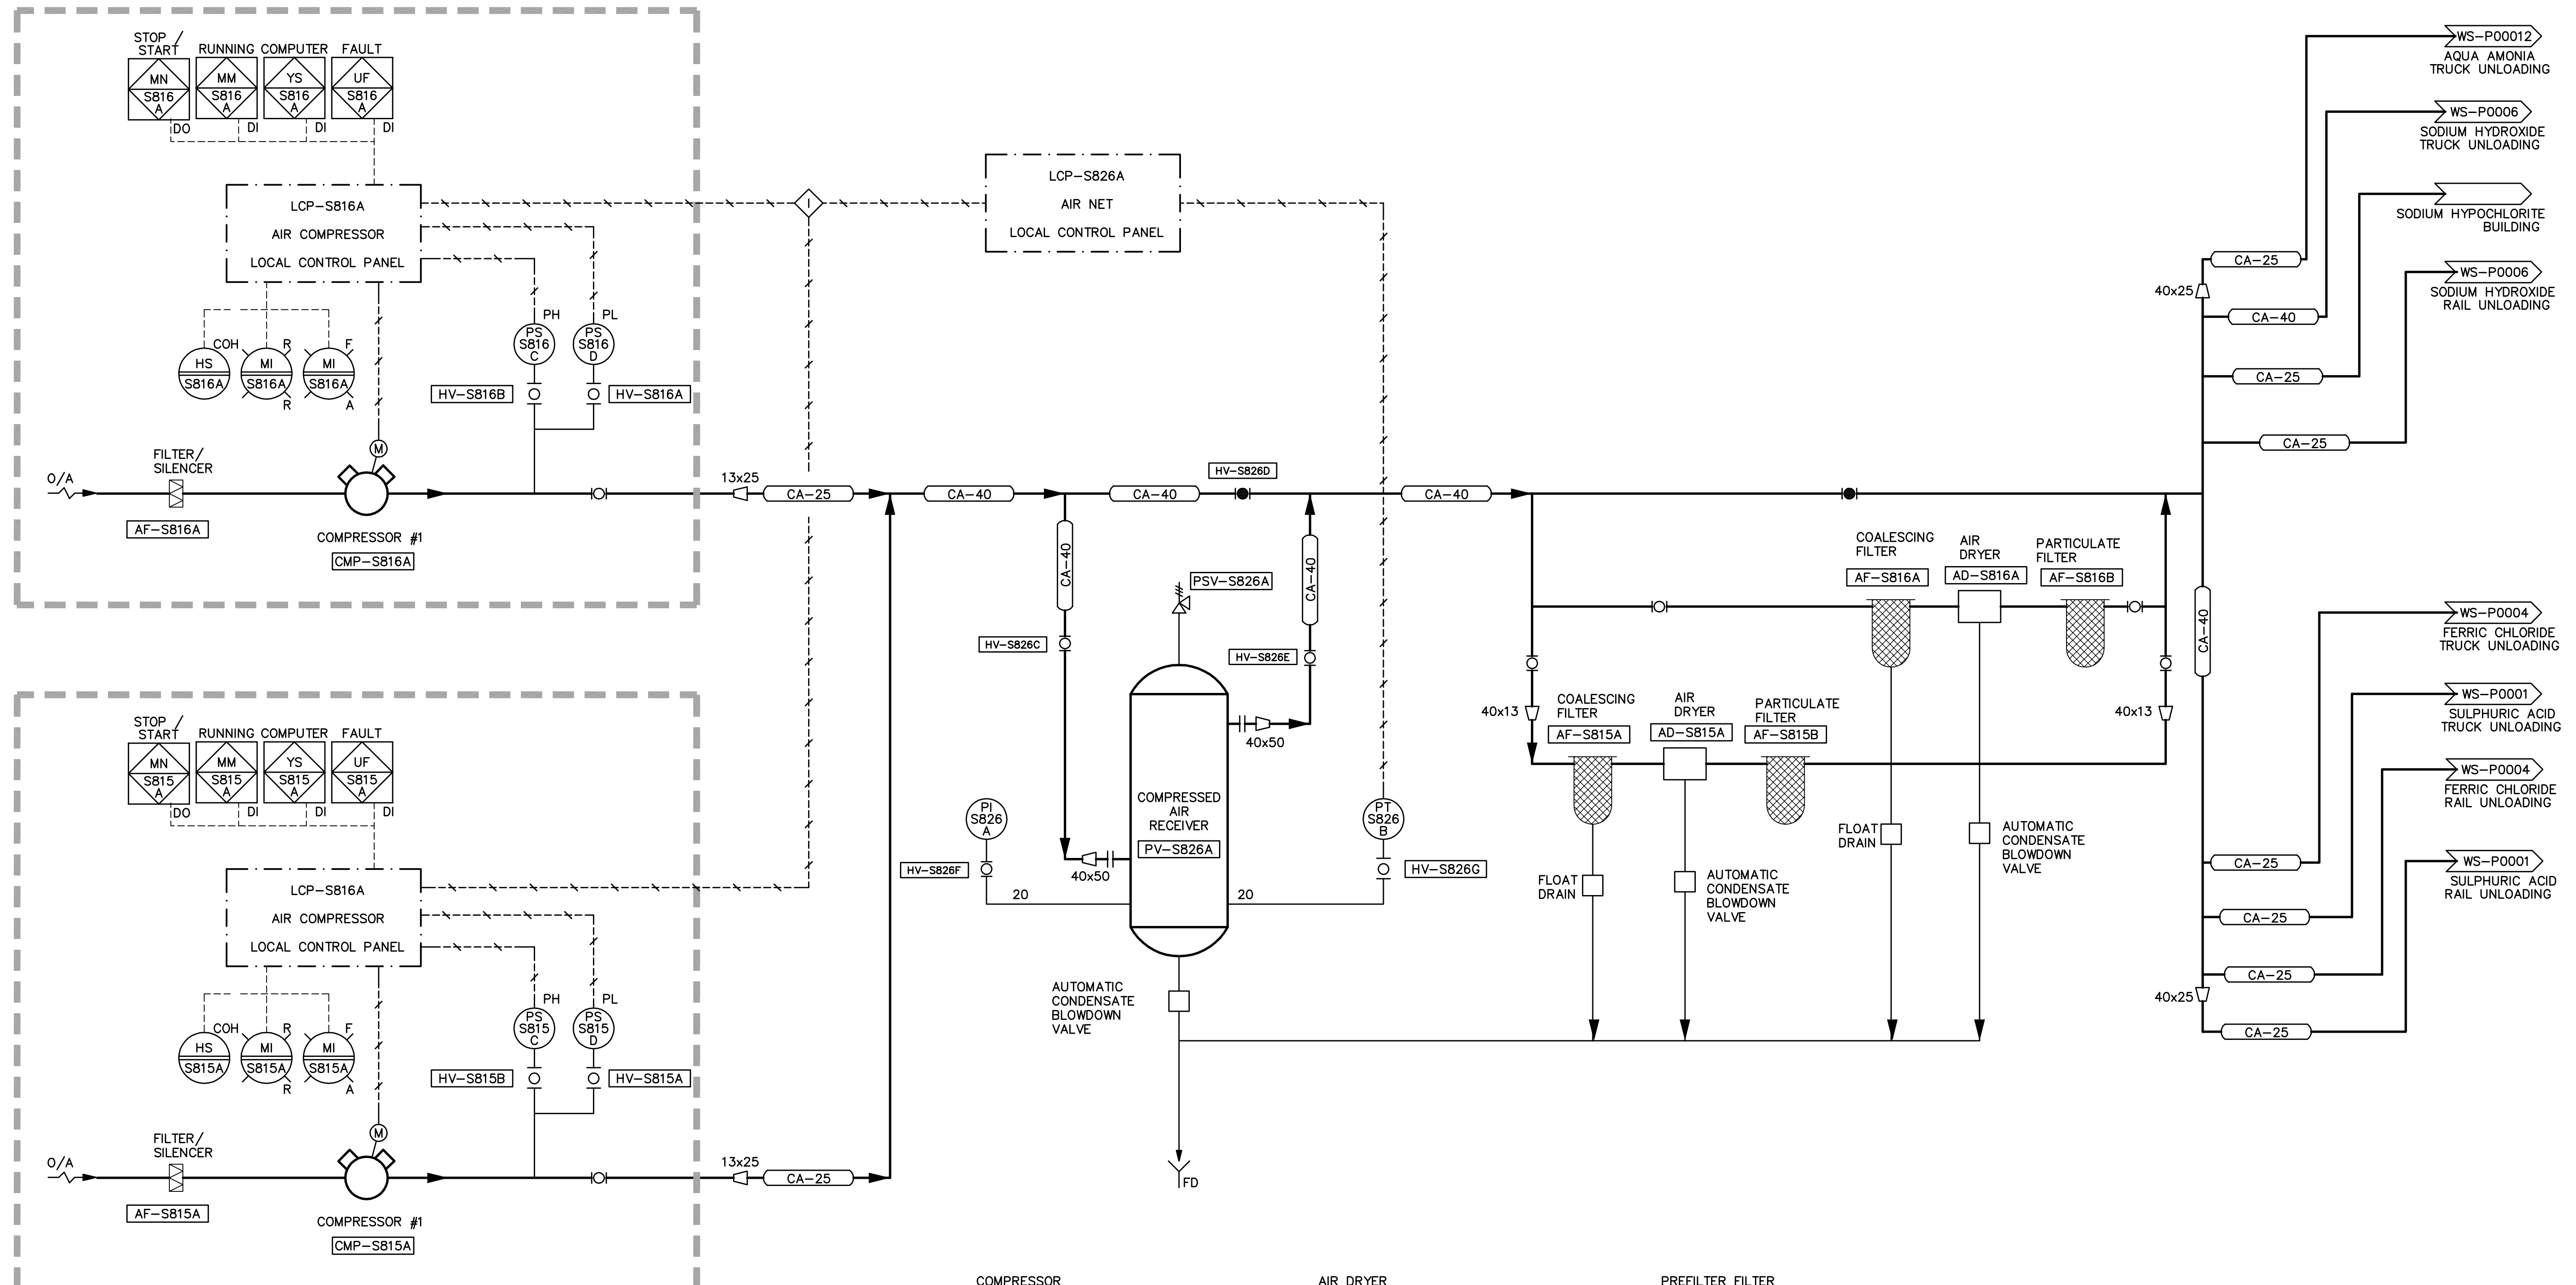 STOP /
START
RUNNING
COMPUTER
FAULT
MN
S816
A
DO
MM
S816
A
DI
YS
S816
A
DI
UF
S816
A
DI
LCP-S816A
AIR COMPRESSOR
LOCAL CONTROL PANEL
HS
S816A
COH
MI
S816A
R
R
MI
S816A
F
A
PH
PS
S816
C
PL
PS
S816
D
HV-S816B
HV-S816A
M
O/A
FILTER/
SILENCER
AF-S816A
COMPRESSOR #1
CMP-S816A
13x25
CA-25
STOP /
START
RUNNING
COMPUTER
FAULT
MN
S815
A
DO
MM
S815
A
DI
YS
S815
A
DI
UF
S815
A
DI
LCP-S816A
AIR COMPRESSOR
LOCAL CONTROL PANEL
HS
S815A
COH
MI
S815A
R
R
MI
S815A
F
A
PH
PS
S815
C
PL
PS
S815
D
HV-S815B
HV-S815A
M
O/A
FILTER/
SILENCER
AF-S815A
COMPRESSOR #1
CMP-S815A
13x25
CA-25
I
LCP-S826A
AIR NET
LOCAL CONTROL PANEL
CA-40
CA-40
HV-S826D
CA-40
CA-40
HV-S826C
PSV-S826A
CA-40
HV-S826E
40x50
40x50
COMPRESSED
AIR
RECEIVER
PV-S826A
PI
S826
A
HV-S826F
20
PT
S826
B
HV-S826G
20
AUTOMATIC
CONDENSATE
BLOWDOWN
VALVE
FD
COALESCING
FILTER
AF-S816A
AIR
DRYER
AD-S816A
PARTICULATE
FILTER
AF-S816B
40x13
40x13
COALESCING
FILTER
AF-S815A
AIR
DRYER
AD-S815A
PARTICULATE
FILTER
AF-S815B
FLOAT
DRAIN
AUTOMATIC
CONDENSATE
BLOWDOWN
VALVE
FLOAT
DRAIN
AUTOMATIC
CONDENSATE
BLOWDOWN
VALVE
40x25
CA-25
CA-40
CA-25
CA-25
CA-40
CA-25
CA-25
CA-25
40x25
CA-25
WS-P00012
AQUA AMONIA
TRUCK UNLOADING
WS-P0006
SODIUM HYDROXIDE
TRUCK UNLOADING
SODIUM HYPOCHLORITE
BUILDING
WS-P0006
SODIUM HYDROXIDE
RAIL UNLOADING
WS-P0004
FERRIC CHLORIDE
TRUCK UNLOADING
WS-P0001
SULPHURIC ACID
TRUCK UNLOADING
WS-P0004
FERRIC CHLORIDE
RAIL UNLOADING
WS-P0001
SULPHURIC ACID
RAIL UNLOADING
COMPRESSOR
AIR DRYER
PREFILTER FILTER